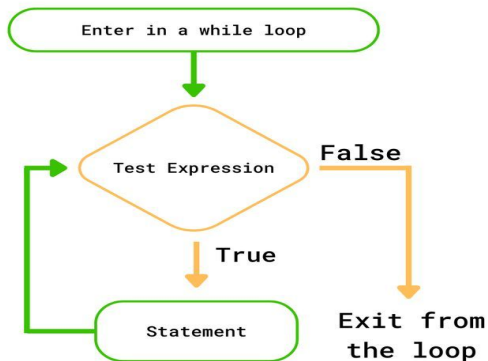 Enter in a while loop
Test Expression
False
True
Statement
Exit from
the loop